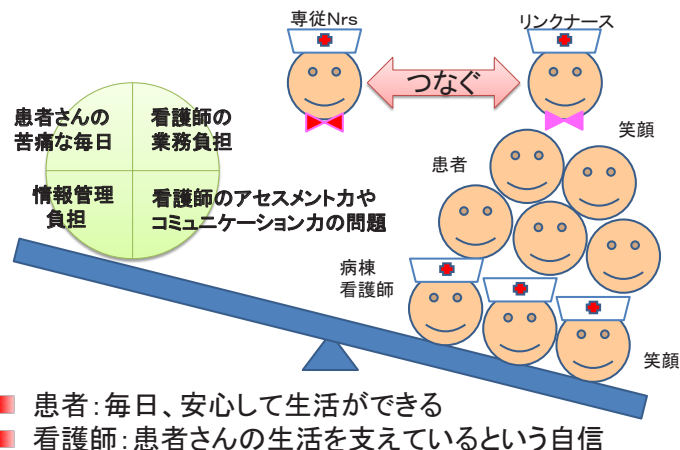 専従Nrs
リンクナース
つなぐ
患者さんの
苦痛な毎日
看護師の
業務負担
情報管理
負担
看護師のアセスメント力や
コミュニケーション力の問題
笑顔
患者
病棟
看護師
笑顔
患者:毎日、安心して生活ができる
看護師:患者さんの生活を支えているという自信